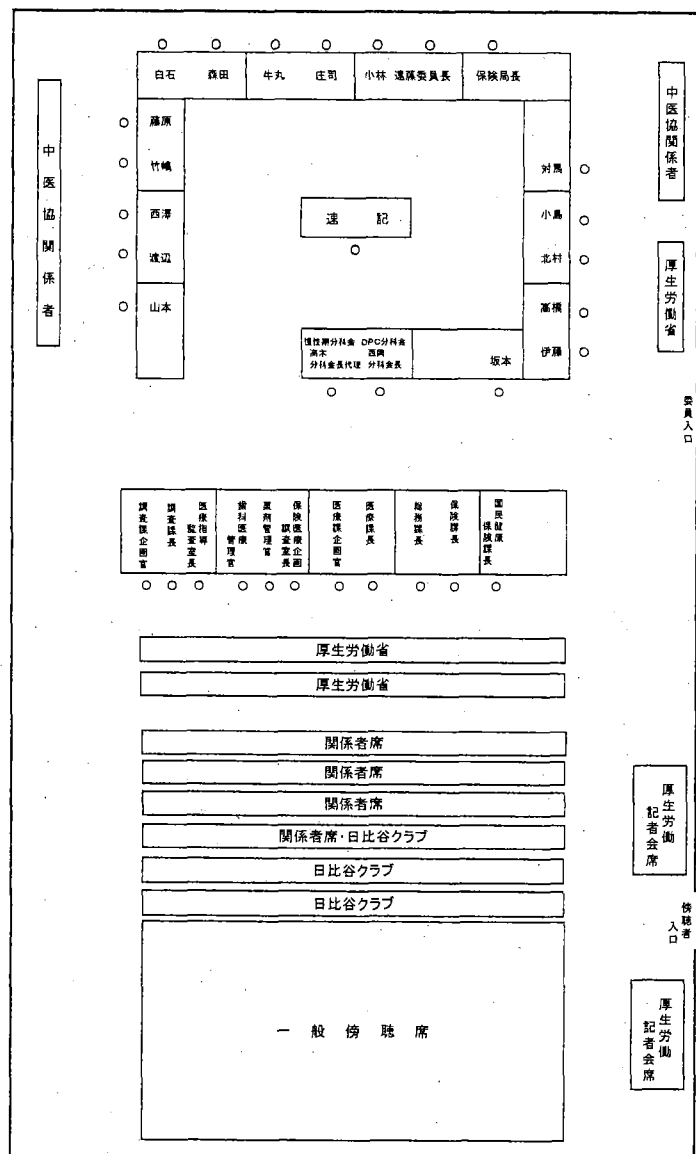 白石 森田 牛丸 庄司 小林 遠藤委員長 保険局長
中医協関係者
藤原
竹嶋
西澤
渡辺
山本
速記
対馬
小島
北村
高橋
伊藤
中医協関係者
厚生労働省
慢性期分科会
高木
分科会長代理
DPC分科会
西岡
分科会長
坂本
委員入口
調査課企画官
調査課長
医療指導
監査室長
歯科医療
管理官
薬剤管理官
保険医療企画
調査室長
医療課企画官
医療課長
総務課長
保険課長
国民健康
保険課長
厚生労働省
厚生労働省
関係者席
関係者席
関係者席
関係者席・日比谷クラブ
日比谷クラブ
日比谷クラブ
厚生労働
記者会席
傍聴者
入口
一般傍聴席
厚生労働
記者会席